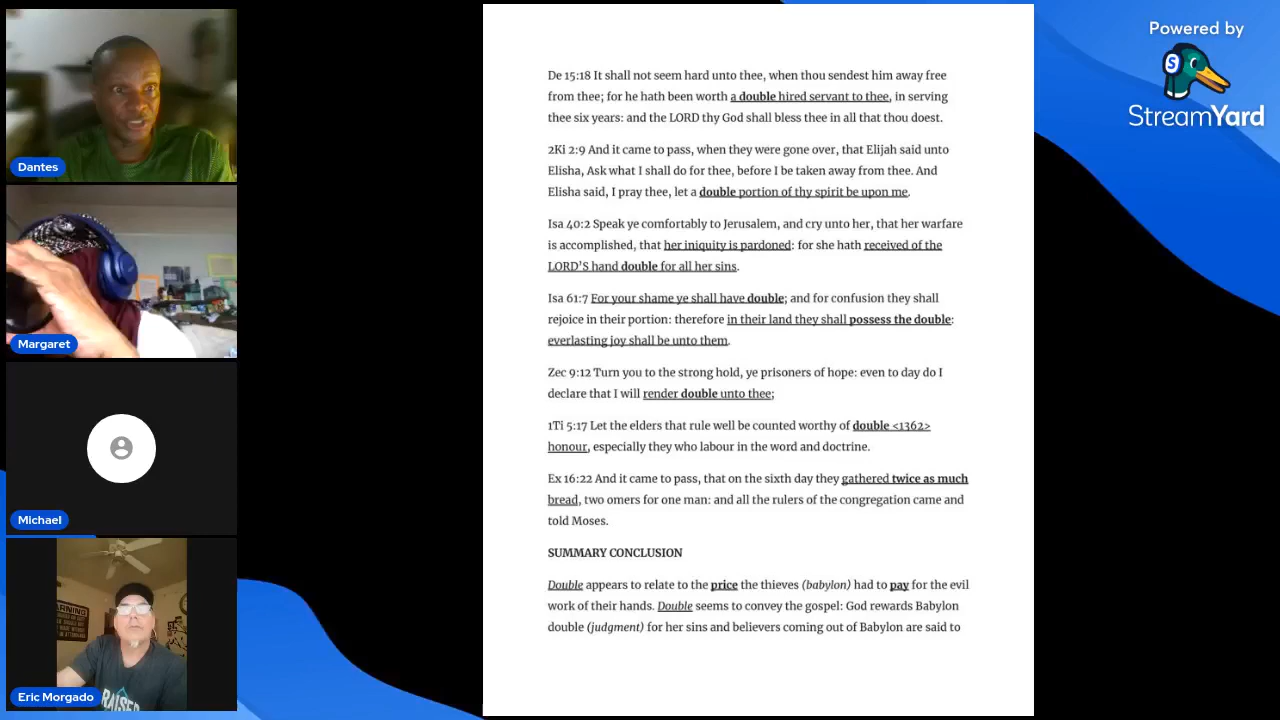 Dantes
Margaret
Michael
Eric Morgado
De 15:18 It shall not seem hard unto thee, when thou sendest him away free
from thee; for he hath been worth a double hired servant to thee, in serving
thee six years: and the LORD thy God shall bless thee in all that thou doest.
2Ki 2:9 And it came to pass, when they were gone over, that Elijah said unto
Elisha, Ask what I shall do for thee, before I be taken away from thee. And
Elisha said, I pray thee, let a double portion of thy spirit be upon me.
Isa 40:2 Speak ye comfortably to Jerusalem, and cry unto her, that her warfare
is accomplished, that her iniquity is pardoned: for she hath received of the
LORD'S hand double for all her sins.
Isa 61:7 For your shame ye shall have double; and for confusion they shall
rejoice in their portion: therefore in their land they shall possess the double:
everlasting joy shall be unto them.
Zec 9:12 Turn you to the strong hold, ye prisoners of hope: even to day do I
declare that I will render double unto thee;
1Ti 5:17 Let the elders that rule well be counted worthy of double <1362>
honour, especially they who labour in the word and doctrine.
Ex 16:22 And it came to pass, that on the sixth day they gathered twice as much
bread, two omers for one man: and all the rulers of the congregation came and
told Moses.
SUMMARY CONCLUSION
Double appears to relate to the price the thieves (babylon) had to pay for the evil
work of their hands. Double seems to convey the gospel: God rewards Babylon
double (judgment) for her sins and believers coming out of Babylon are said to
Powered by
S
StreamYard